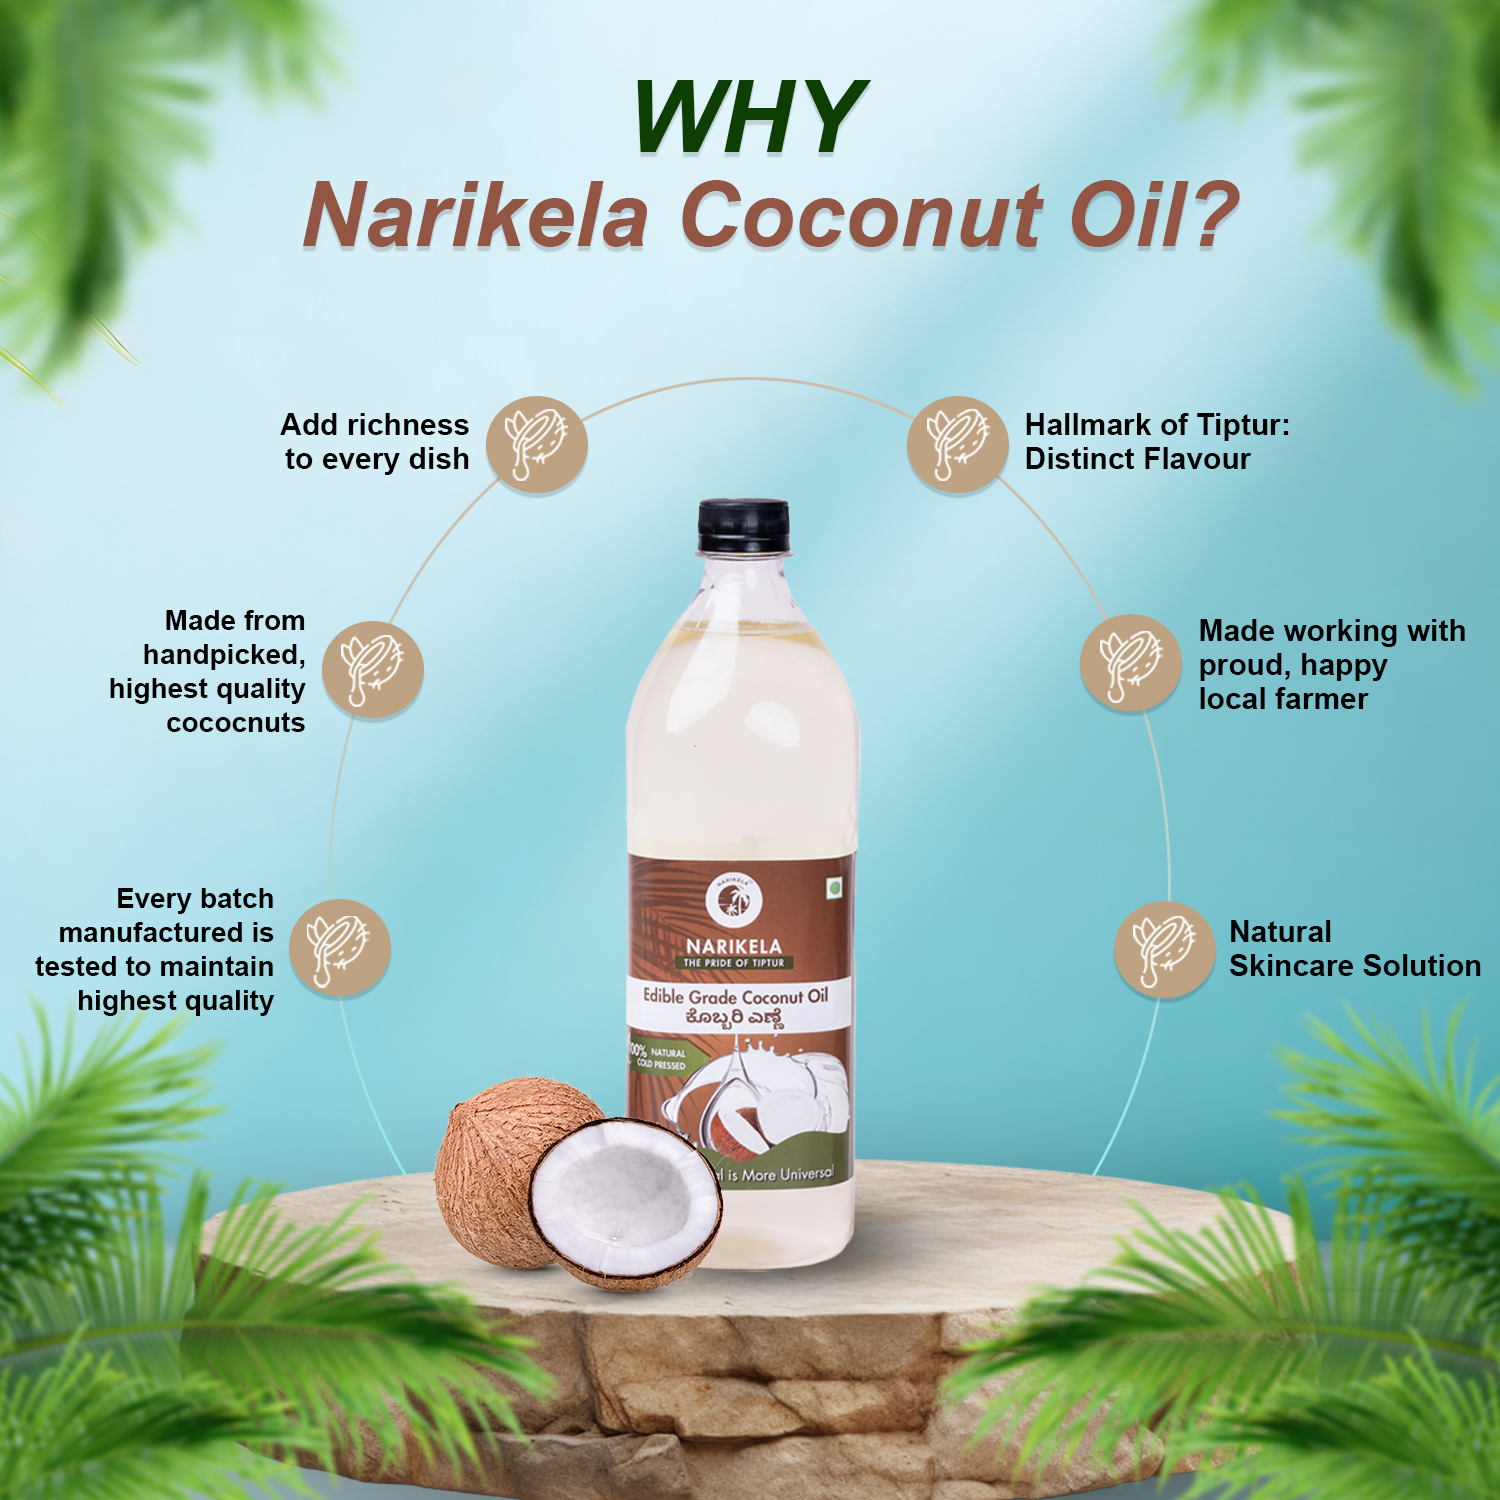 WHY
Narikela Coconut Oil?
Add richness
to every dish
Hallmark of Tiptur:
Distinct Flavour
Made from
handpicked,
highest quality
cococnuts
Made working with
proud, happy
local farmer
Every batch
manufactured is
tested to maintain
highest quality
Natural
Skincare Solution
NARIKELA
NARIKELA
THE PRIDE OF TIPTUR
Edible Grade Coconut Oil
ಕೊಬ್ಬರಿ ಎಣ್ಣೆ
00% NATURAL
COLD PRESSED
is More Universal